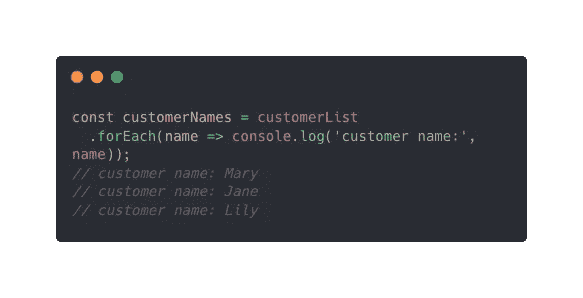 const customerNames = customerList
.forEach(name => console.log('customer name:',
name));
// customer name: Mary
// customer name: Jane
// customer name: Lily